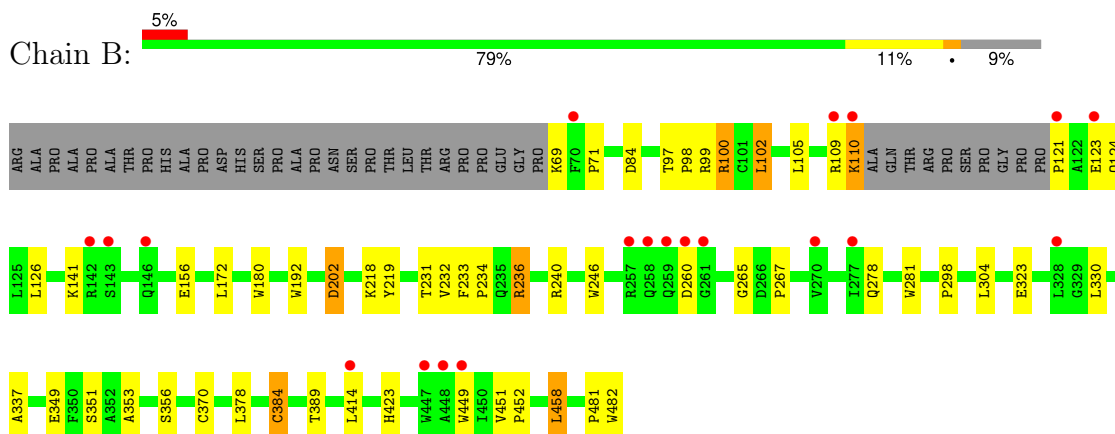 5%
Chain B:
79% 11% • 9%
ARG ALA PRO ALA PRO ALA THR PRO HIS ALA PRO ASP HIS SER PRO ALA PRO ASN SER PRO THR LEU THR ARG PRO PRO GLU GLY PRO K69 F70 P71 D84 T97 P98 R99 R100 C101 L102 L105 R109 K110 ALA GLN THR ARG PRO SER PRO GLY PRO PRO P121 A122 E123
L125 L126 K141 R142 S143 Q146 E156 L172 W180 W192 D202 K218 Y219 T231 V232 F233 P234 Q235 R236 R240 W246 R257 Q258 Q259 D260 G261 G265 D266 P267 V270 I277 Q278 W281 P298 L304 E323 L328 G329 L330
A337 E349 F350 S351 A352 A353 S356 C370 L378 C384 T389 L414 H423 W447 A448 W449 I450 V451 P452 L458 P481 W482